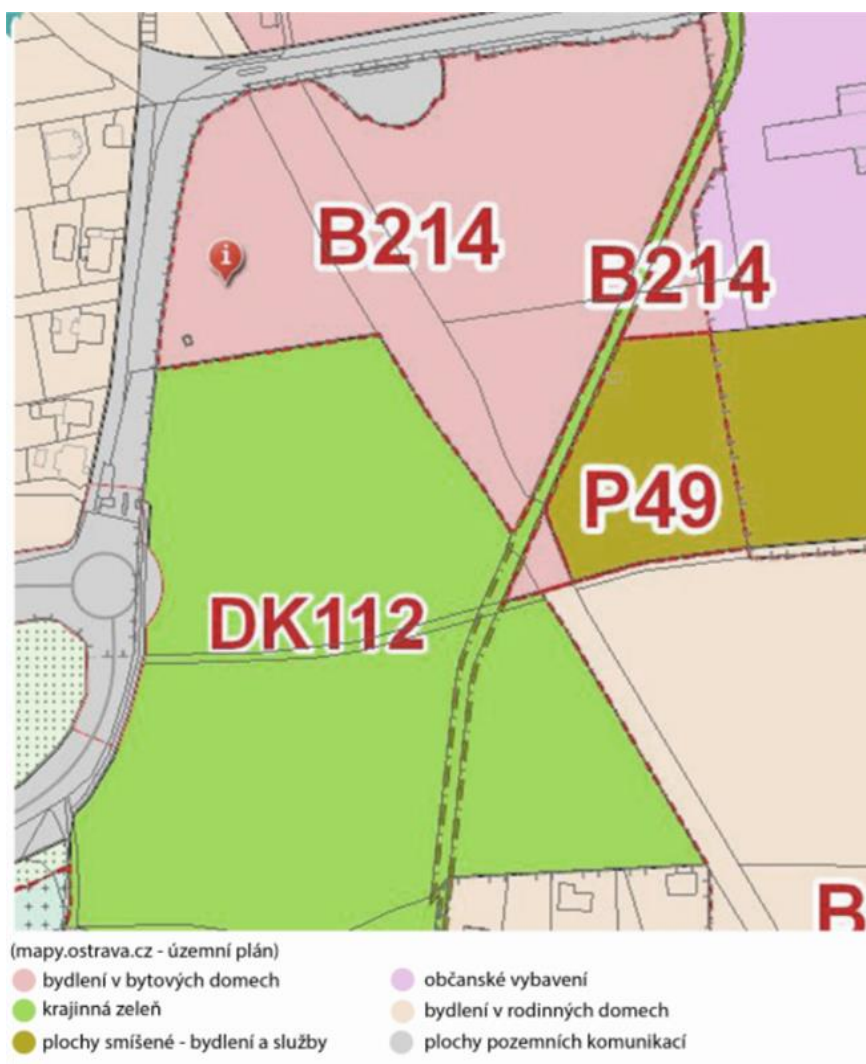 B214
B214
P49
DK112
B
(mapy.ostrava.cz - územní plán)
bydlení v bytových domech
občanské vybavení
krajinná zeleň
bydlení v rodinných domech
plochy smíšené - bydlení a služby
plochy pozemních komunikací